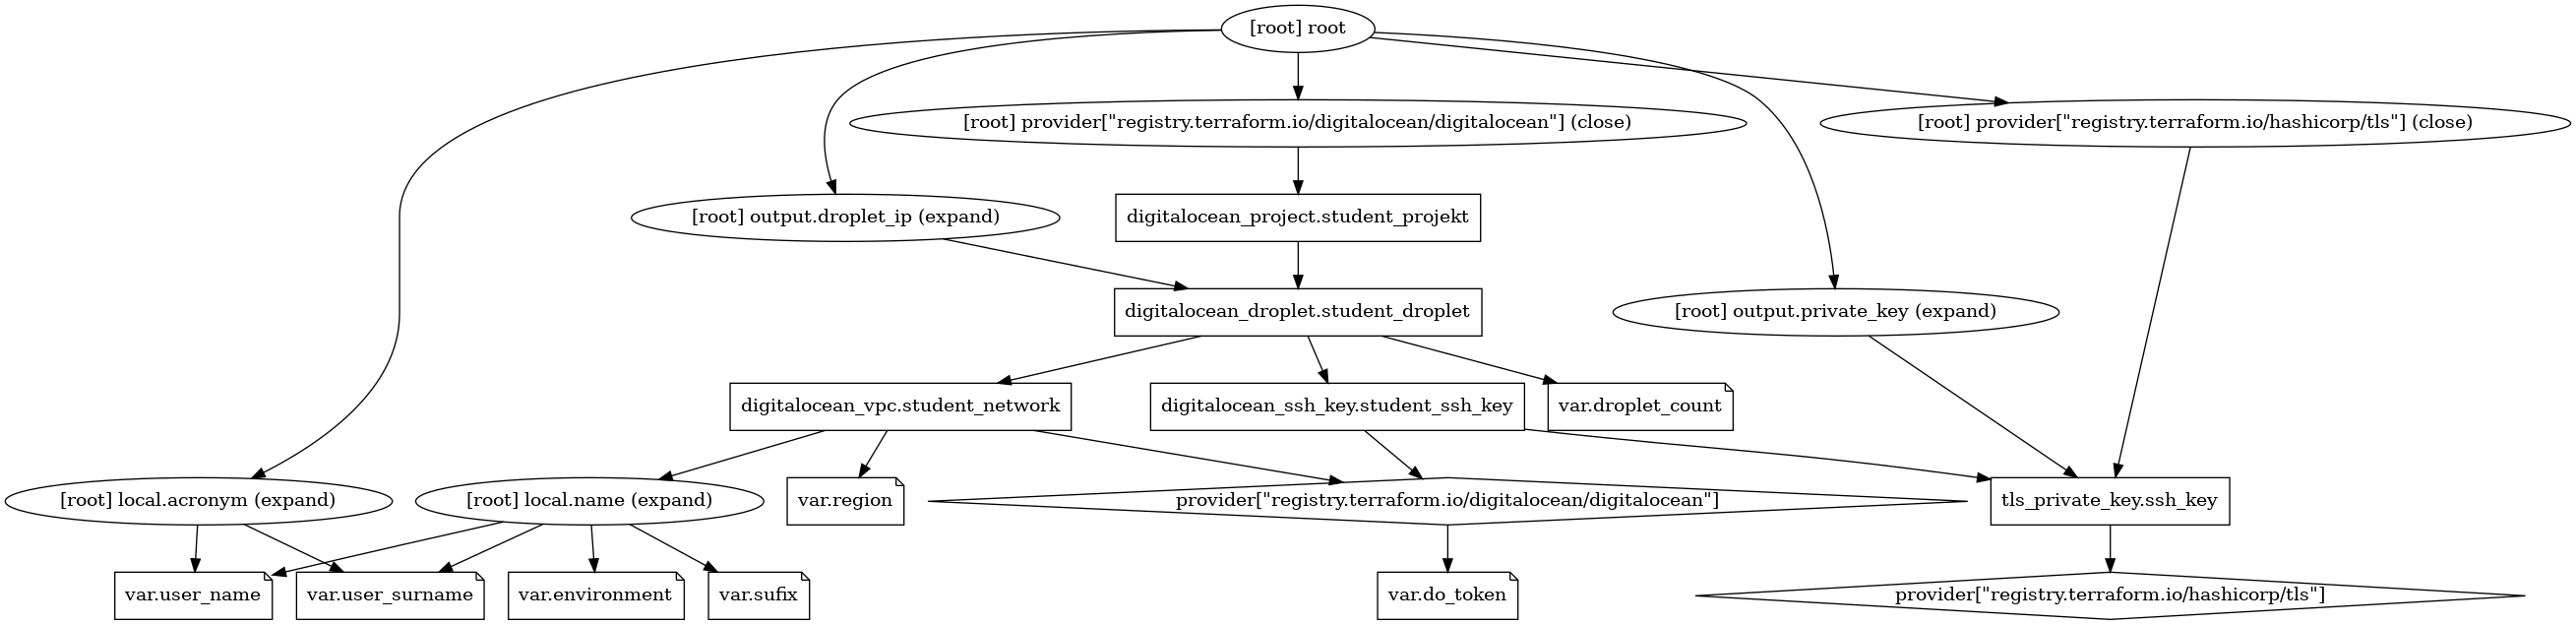 [root] root
[root] provider[\"registry.terraform.io/digitalocean/digitalocean\"] (close)
[root] provider[\"registry.terraform.io/hashicorp/tls\"] (close)
[root] output.droplet_ip (expand)
digitalocean_project.student_projekt
digitalocean_droplet.student_droplet
[root] output.private_key (expand)
digitalocean_vpc.student_network
digitalocean_ssh_key.student_ssh_key
var.droplet_count
[root] local.acronym (expand)
[root] local.name (expand)
var.region
provider[\"registry.terraform.io/digitalocean/digitalocean\"]
tls_private_key.ssh_key
var.user_name
var.user_surname
var.environment
var.sufix
var.do_token
provider[\"registry.terraform.io/hashicorp/tls\"]